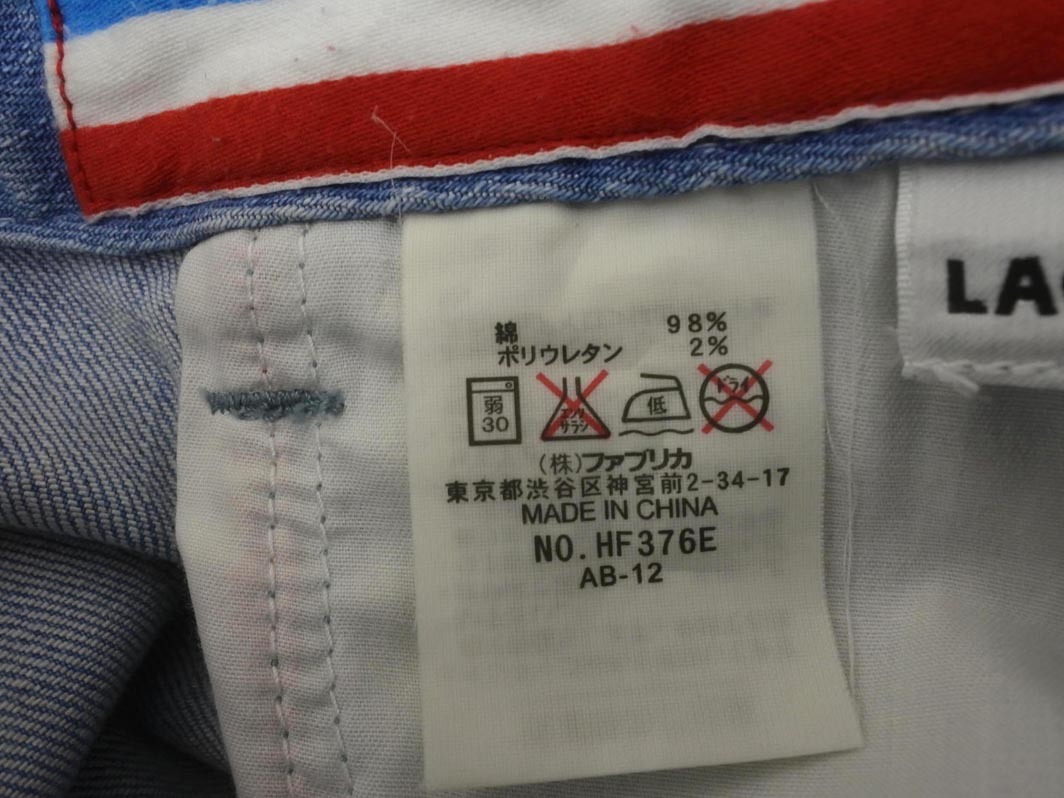 綿 98%
ポリウレタン 2%
弱 30 エンソ サラシ 低 ドライ
(株)ファブリカ
東京都渋谷区神宮前2-34-17
MADE IN CHINA
NO.HF376E
AB-12